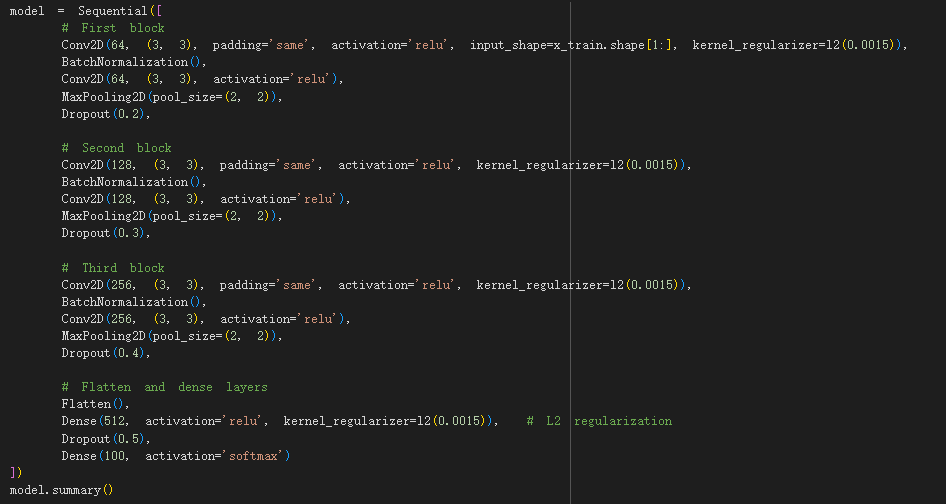 model = Sequential([
# First block
Conv2D(64, (3, 3), padding='same', activation='relu', input_shape=x_train.shape[1:], kernel_regularizer=l2(0.0015)),
BatchNormalization(),
Conv2D(64, (3, 3), activation='relu'),
MaxPooling2D(pool_size=(2, 2)),
Dropout(0.2),
# Second block
Conv2D(128, (3, 3), padding='same', activation='relu', kernel_regularizer=l2(0.0015)),
BatchNormalization(),
Conv2D(128, (3, 3), activation='relu'),
MaxPooling2D(pool_size=(2, 2)),
Dropout(0.3),
# Third block
Conv2D(256, (3, 3), padding='same', activation='relu', kernel_regularizer=l2(0.0015)),
BatchNormalization(),
Conv2D(256, (3, 3), activation='relu'),
MaxPooling2D(pool_size=(2, 2)),
Dropout(0.4),
# Flatten and dense layers
Flatten(),
Dense(512, activation='relu', kernel_regularizer=l2(0.0015)), # L2 regularization
Dropout(0.5),
Dense(100, activation='softmax')
])
model.summary()